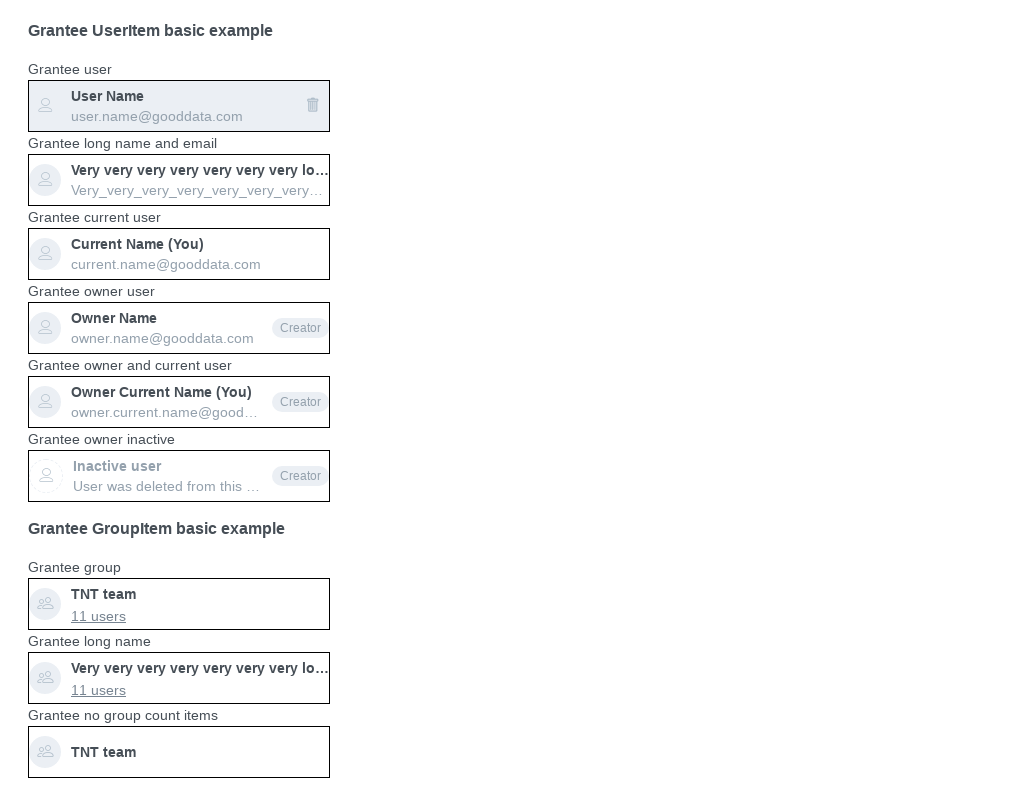 Grantee UserItem basic example
Grantee user
User Name
user.name@gooddata.com
Grantee long name and email
Very very very very very very very lo...
Very_very_very_very_very_very_very...
Grantee current user
Current Name (You)
current.name@gooddata.com
Grantee owner user
Owner Name
owner.name@gooddata.com
Creator
Grantee owner and current user
Owner Current Name (You)
owner.current.name@good...
Creator
Grantee owner inactive
Inactive user
User was deleted from this ...
Creator
Grantee GroupItem basic example
Grantee group
TNT team
11 users
Grantee long name
Very very very very very very very lo...
11 users
Grantee no group count items
TNT team